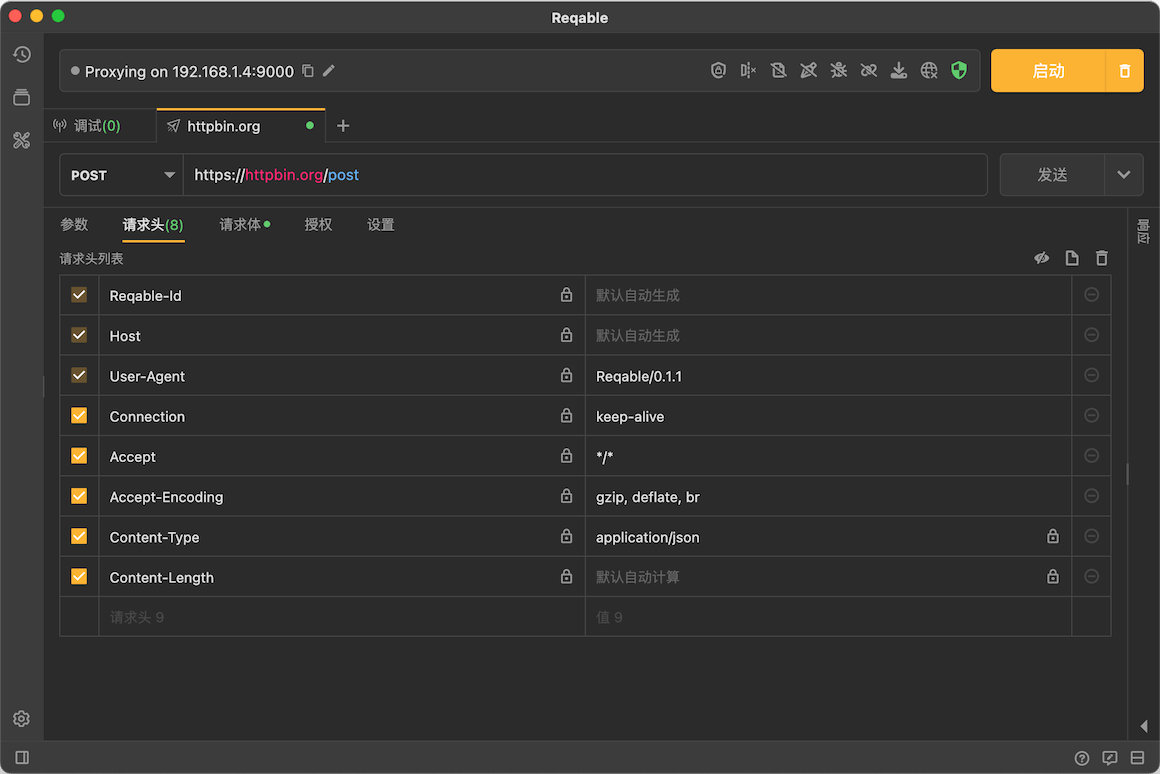 Reqable
Proxying on 192.168.1.4:9000
启动
调试(0)
httpbin.org
POST
https://httpbin.org/post
发送
参数
请求头(8)
请求体
授权
设置
响应
请求头列表
Reqable-Id
默认自动生成
Host
默认自动生成
User-Agent
Reqable/0.1.1
Connection
keep-alive
Accept
*/*
Accept-Encoding
gzip, deflate, br
Content-Type
application/json
Content-Length
默认自动计算
请求头 9
值 9